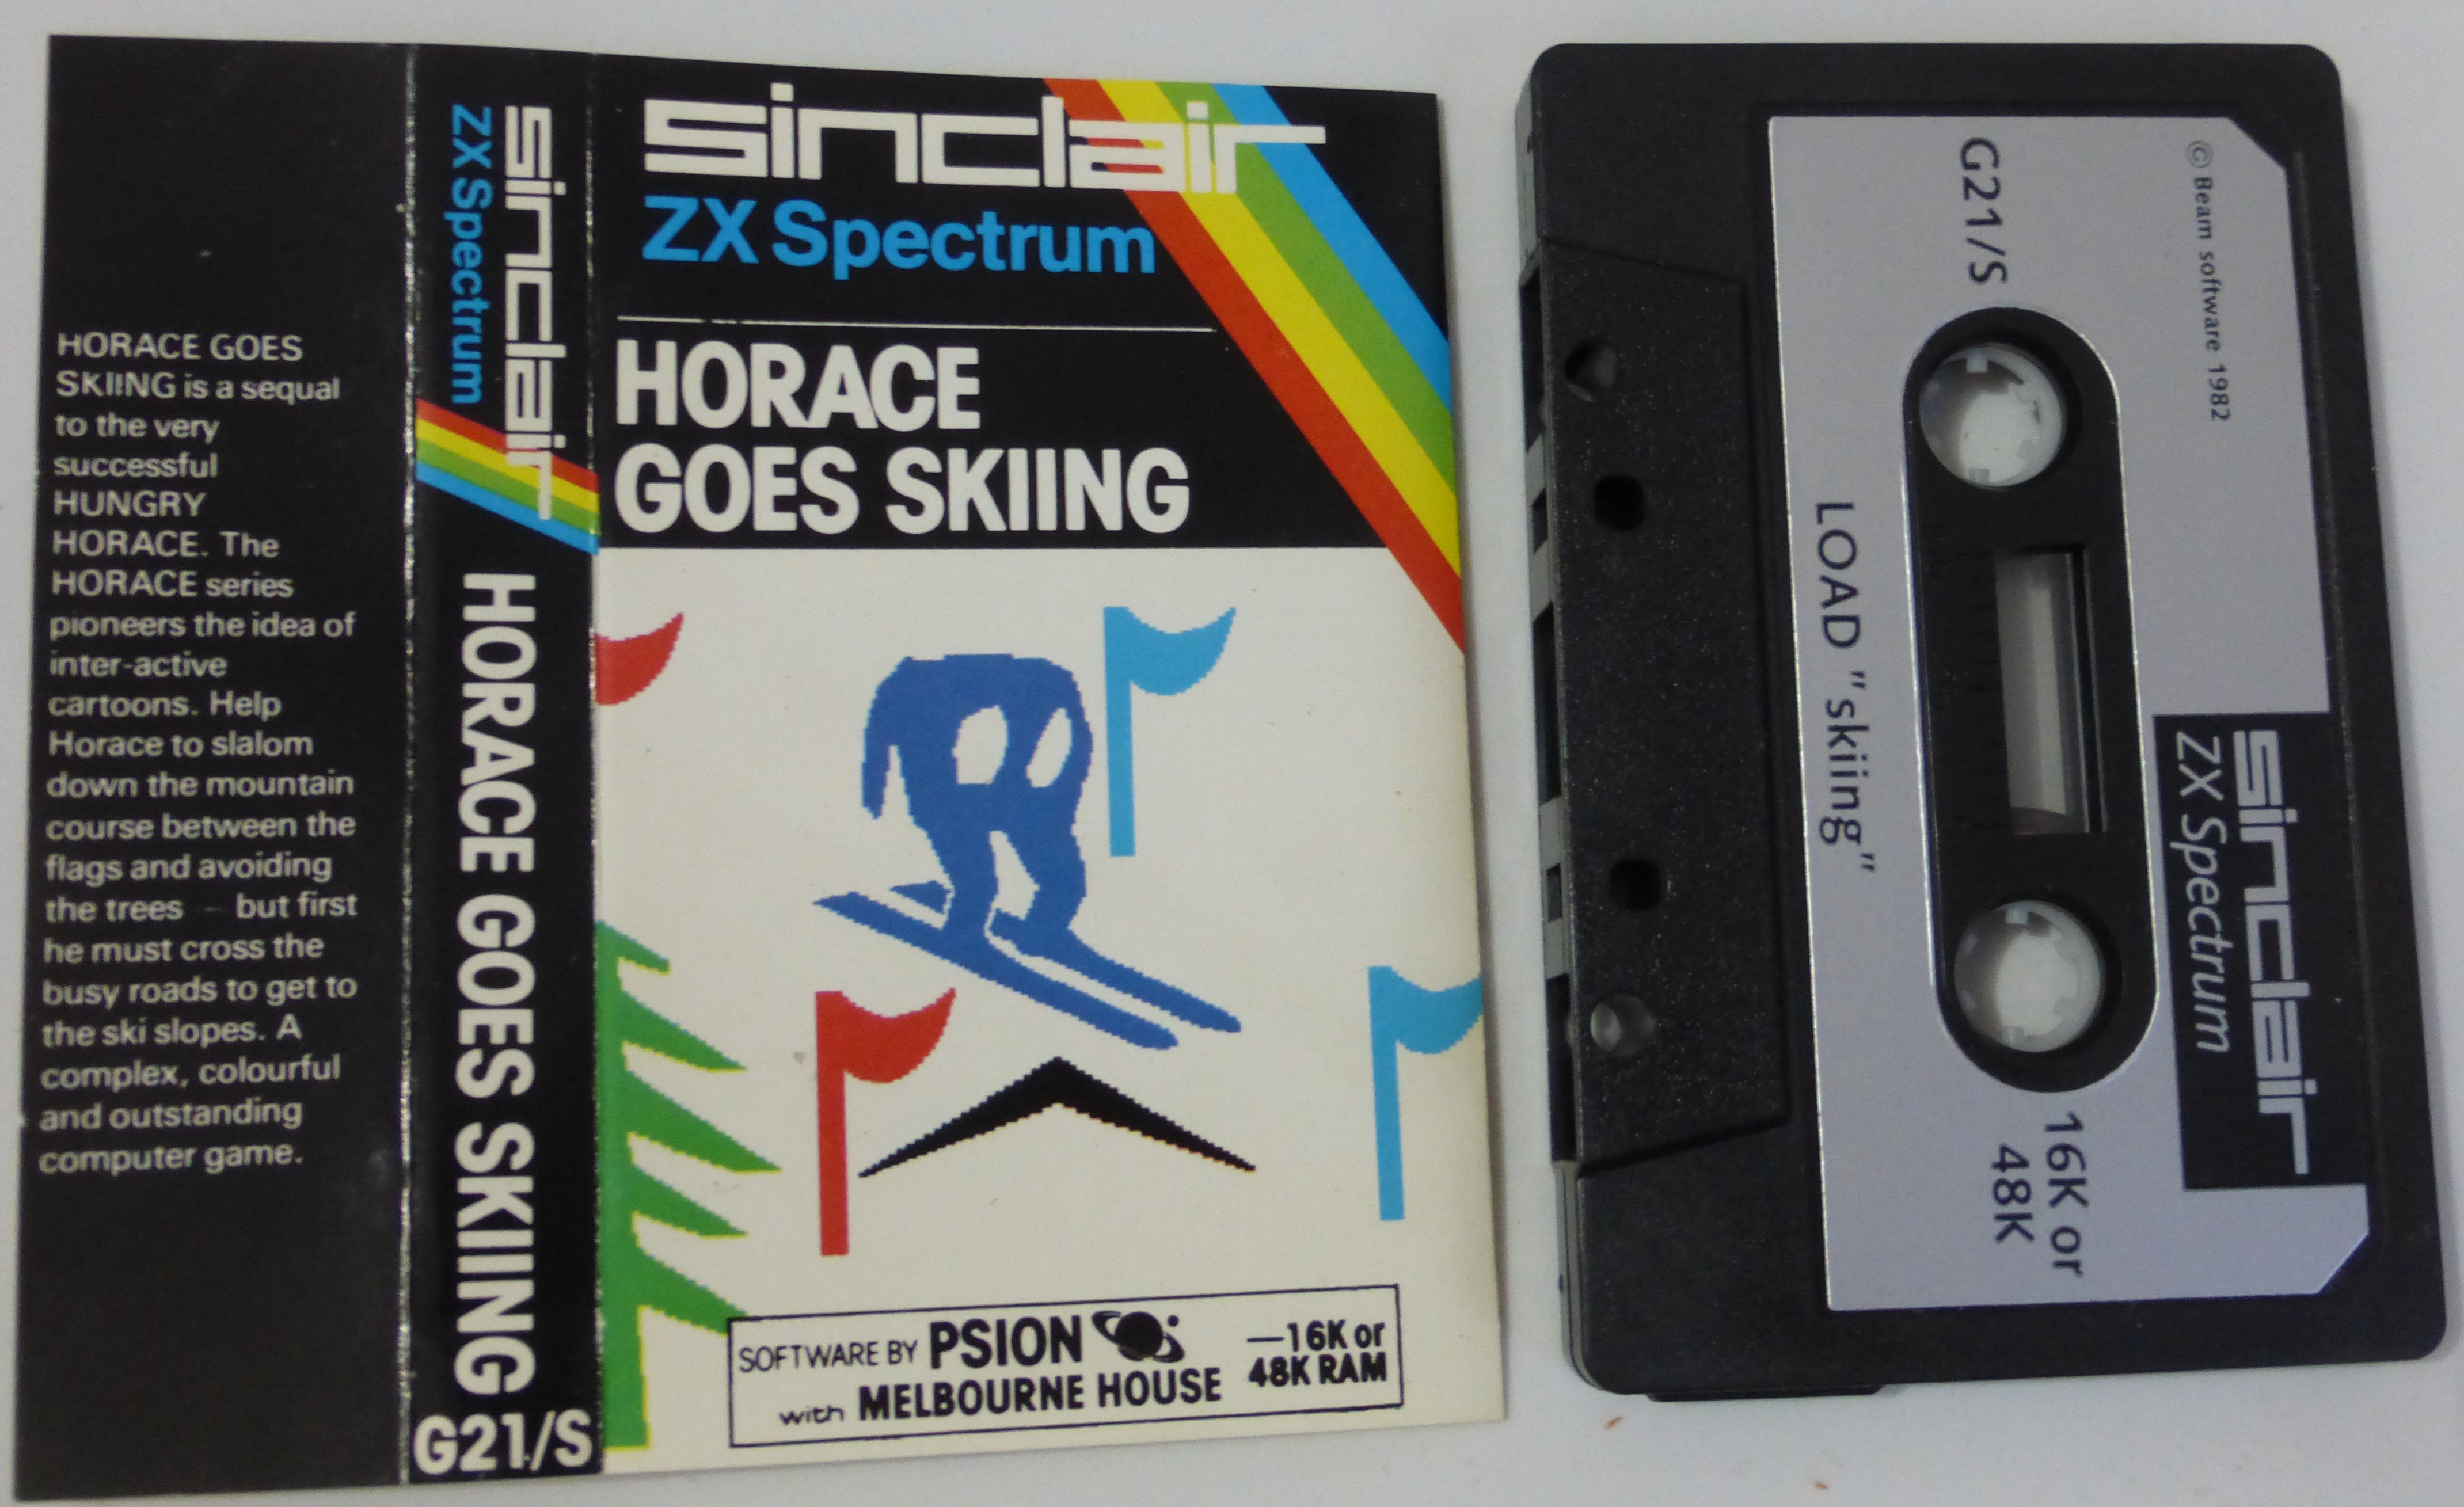 HORACE GOES
SKIING is a sequal
to the very
successful
HUNGRY
HORACE. The
HORACE series
pioneers the idea of
inter-active
cartoons. Help
Horace to slalom
down the mountain
course between the
flags and avoiding
the trees – but first
he must cross the
busy roads to get to
the ski slopes. A
complex, colourful
and outstanding
computer game.
sinclair
ZX Spectrum
HORACE GOES SKIING
G21/S
sinclair
ZX Spectrum
HORACE
GOES SKIING
SOFTWARE BY PSION
with MELBOURNE HOUSE
—16K or
48K RAM
© Beam software 1982
sinclair
ZX Spectrum
G21/S
16K or
48K
LOAD "skiing"